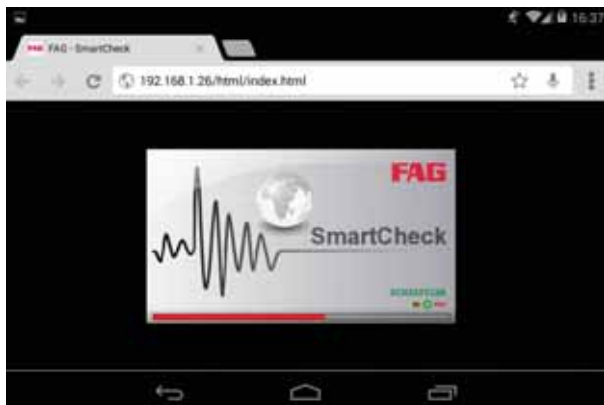 16:37
FAG - SmartCheck
192.168.1.26/html/index.html
FAG
SmartCheck
SCHAEFFLER